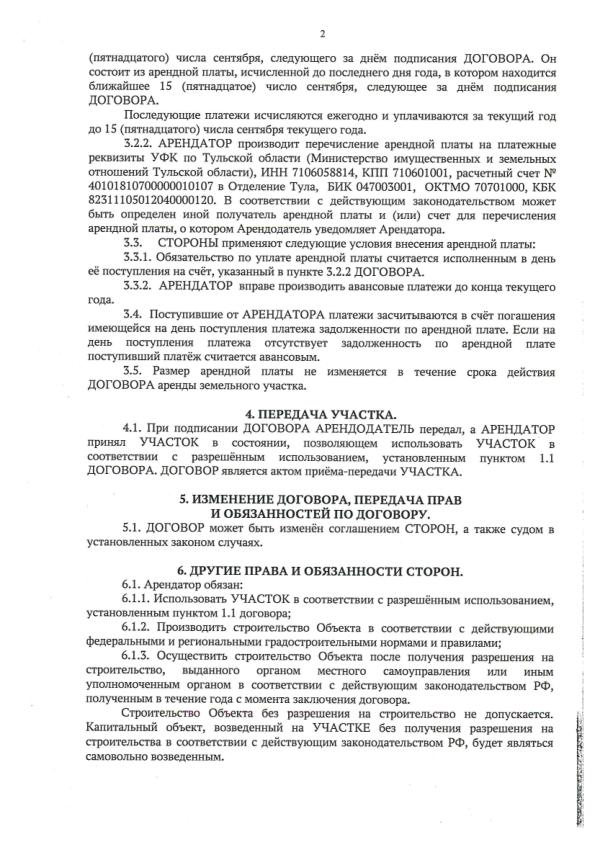 2
(пятнадцатого) числа сентября, следующего за днём подписания ДОГОВОРА. Он
состоит из арендной платы, исчисленной до последнего дня года, в котором находится
ближайшее 15 (пятнадцатое) число сентября, следующее за днём подписания
ДОГОВОРА.
Последующие платежи исчисляются ежегодно и уплачиваются за текущий год
до 15 (пятнадцатого) числа сентября текущего года.
3.2.2. АРЕНДАТОР производит перечисление арендной платы на платежные
реквизиты УФК по Тульской области (Министерство имущественных и земельных
отношений Тульской области), ИНН 7106058814, КПП 710601001, расчетный счет №
40101810700000010107 в Отделение Тула, БИК 047003001, ОКТМО 70701000, КБК
82311105012040000120. В соответствии с действующим законодательством может
быть определен иной получатель арендной платы и (или) счет для перечисления
арендной платы, о котором Арендодатель уведомляет Арендатора.
3.3. СТОРОНЫ применяют следующие условия внесения арендной платы:
3.3.1. Обязательство по уплате арендной платы считается исполненным в день
её поступления на счёт, указанный в пункте 3.2.2 ДОГОВОРА.
3.3.2. АРЕНДАТОР вправе производить авансовые платежи до конца текущего
года.
3.4. Поступившие от АРЕНДАТОРА платежи засчитываются в счёт погашения
имеющейся на день поступления платежа задолженности по арендной плате. Если на
день поступления платежа отсутствует задолженность по арендной плате
поступивший платёж считается авансовым.
3.5. Размер арендной платы не изменяется в течение срока действия
ДОГОВОРА аренды земельного участка.
4. ПЕРЕДАЧА УЧАСТКА.
4.1. При подписании ДОГОВОРА АРЕНДОДАТЕЛЬ передал, а АРЕНДАТОР
принял УЧАСТОК в состоянии, позволяющем использовать УЧАСТОК в
соответствии с разрешённым использованием, установленным пунктом 1.1
ДОГОВОРА. ДОГОВОР является актом приёма-передачи УЧАСТКА.
5. ИЗМЕНЕНИЕ ДОГОВОРА, ПЕРЕДАЧА ПРАВ
И ОБЯЗАННОСТЕЙ ПО ДОГОВОРУ.
5.1. ДОГОВОР может быть изменён соглашением СТОРОН, а также судом в
установленных законом случаях.
6. ДРУГИЕ ПРАВА И ОБЯЗАННОСТИ СТОРОН.
6.1. Арендатор обязан:
6.1.1. Использовать УЧАСТОК в соответствии с разрешённым использованием,
установленным пунктом 1.1 договора;
6.1.2. Производить строительство Объекта в соответствии с действующими
федеральными и региональными градостроительными нормами и правилами;
6.1.3. Осуществить строительство Объекта после получения разрешения на
строительство, выданного органом местного самоуправления или иным
уполномоченным органом в соответствии с действующим законодательством РФ,
полученным в течение года с момента заключения договора.
Строительство Объекта без разрешения на строительство не допускается.
Капитальный объект, возведенный на УЧАСТКЕ без получения разрешения на
строительства в соответствии с действующим законодательством РФ, будет являться
самовольно возведенным.